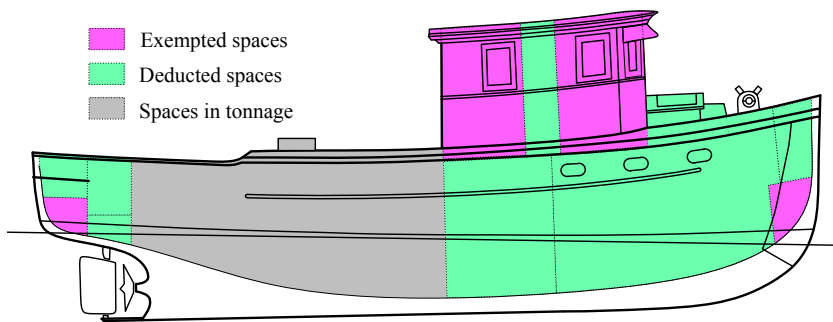 Exempted spaces
Deducted spaces
Spaces in tonnage